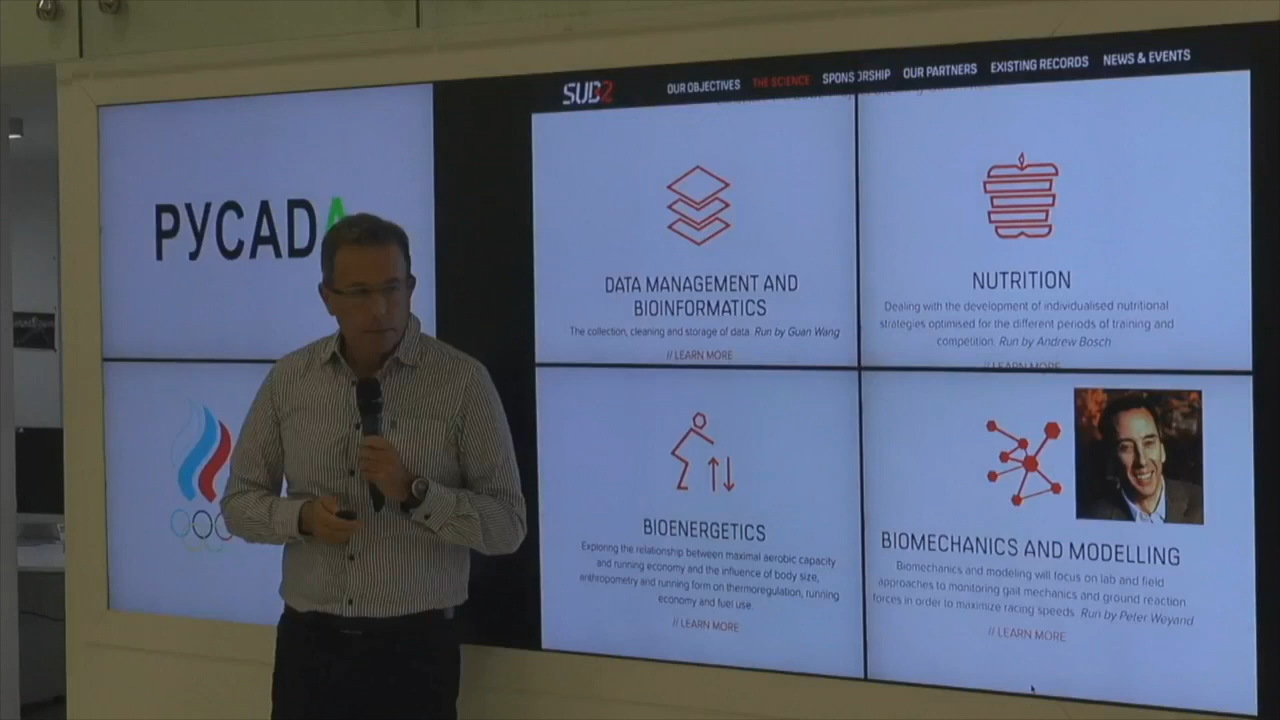 SUB2
OUR OBJECTIVES
THE SCIENCE
SPONSORSHIP
OUR PARTNERS
EXISTING RECORDS
NEWS & EVENTS
РУСАDA
DATA MANAGEMENT AND
BIOINFORMATICS
The collection, cleaning and storage of data. Run by Guan Wang
// LEARN MORE
NUTRITION
Dealing with the development of individualised nutritional
strategies optimised for the different periods of training and
competition. Run by Andrew Bosch
// LEARN MORE
BIOENERGETICS
Exploring the relationship between maximal aerobic capacity
and running economy and the influence of body size,
anthropometry and running form on thermoregulation, running
economy and fuel use.
// LEARN MORE
BIOMECHANICS AND MODELLING
Biomechanics and modeling will focus on lab and field
approaches to monitoring gait mechanics and ground reaction
forces in order to maximize racing speeds. Run by Peter Weyand
// LEARN MORE